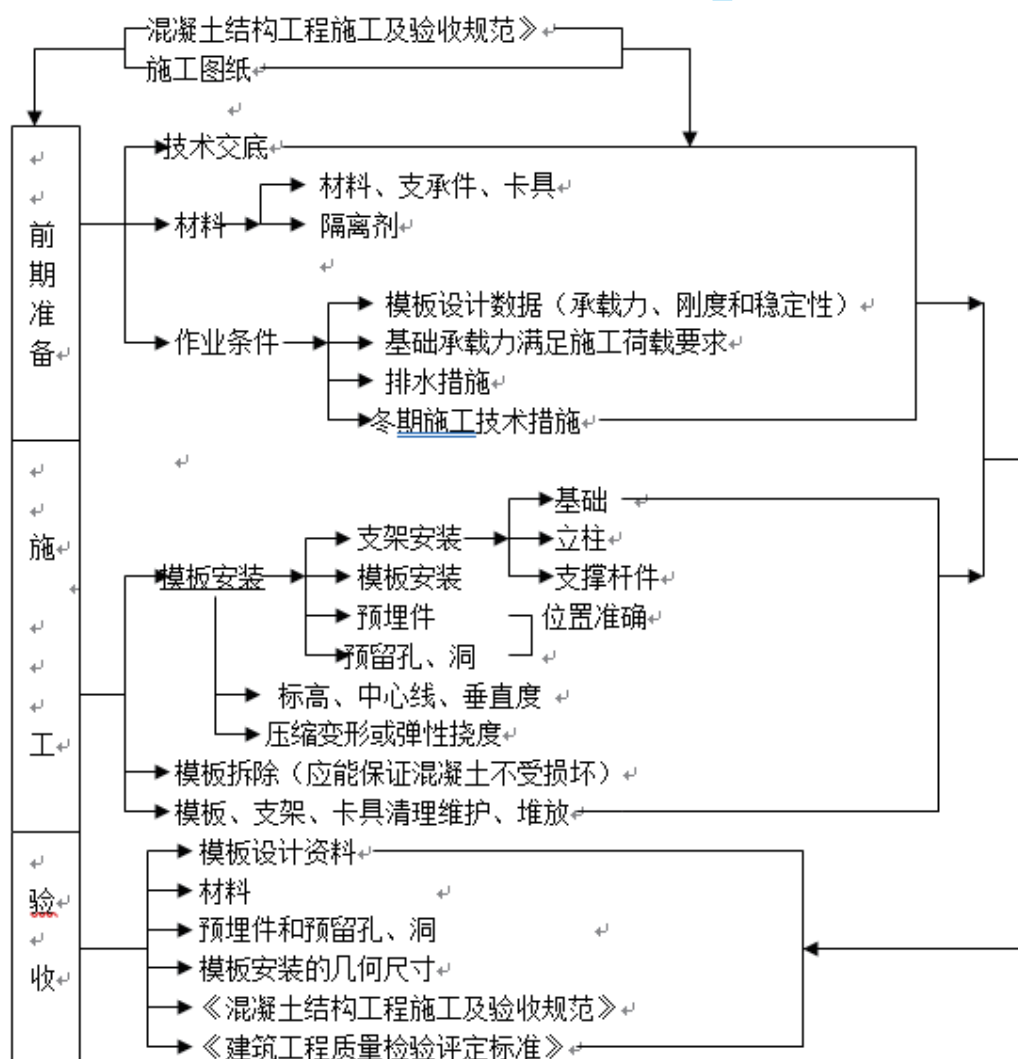 混凝土结构工程施工及验收规范》
施工图纸
前期准备
技术交底
材料
材料、支承件、卡具
隔离剂
作业条件
模板设计数据（承载力、刚度和稳定性）
基础承载力满足施工荷载要求
排水措施
冬期施工技术措施
施工
模板安装
支架安装
基础
立柱
支撑杆件
模板安装
预埋件
预留孔、洞
位置准确
标高、中心线、垂直度
压缩变形或弹性挠度
模板拆除（应能保证混凝土不受损坏）
模板、支架、卡具清理维护、堆放
验收
模板设计资料
材料
预埋件和预留孔、洞
模板安装的几何尺寸
《混凝土结构工程施工及验收规范》
《建筑工程质量检验评定标准》